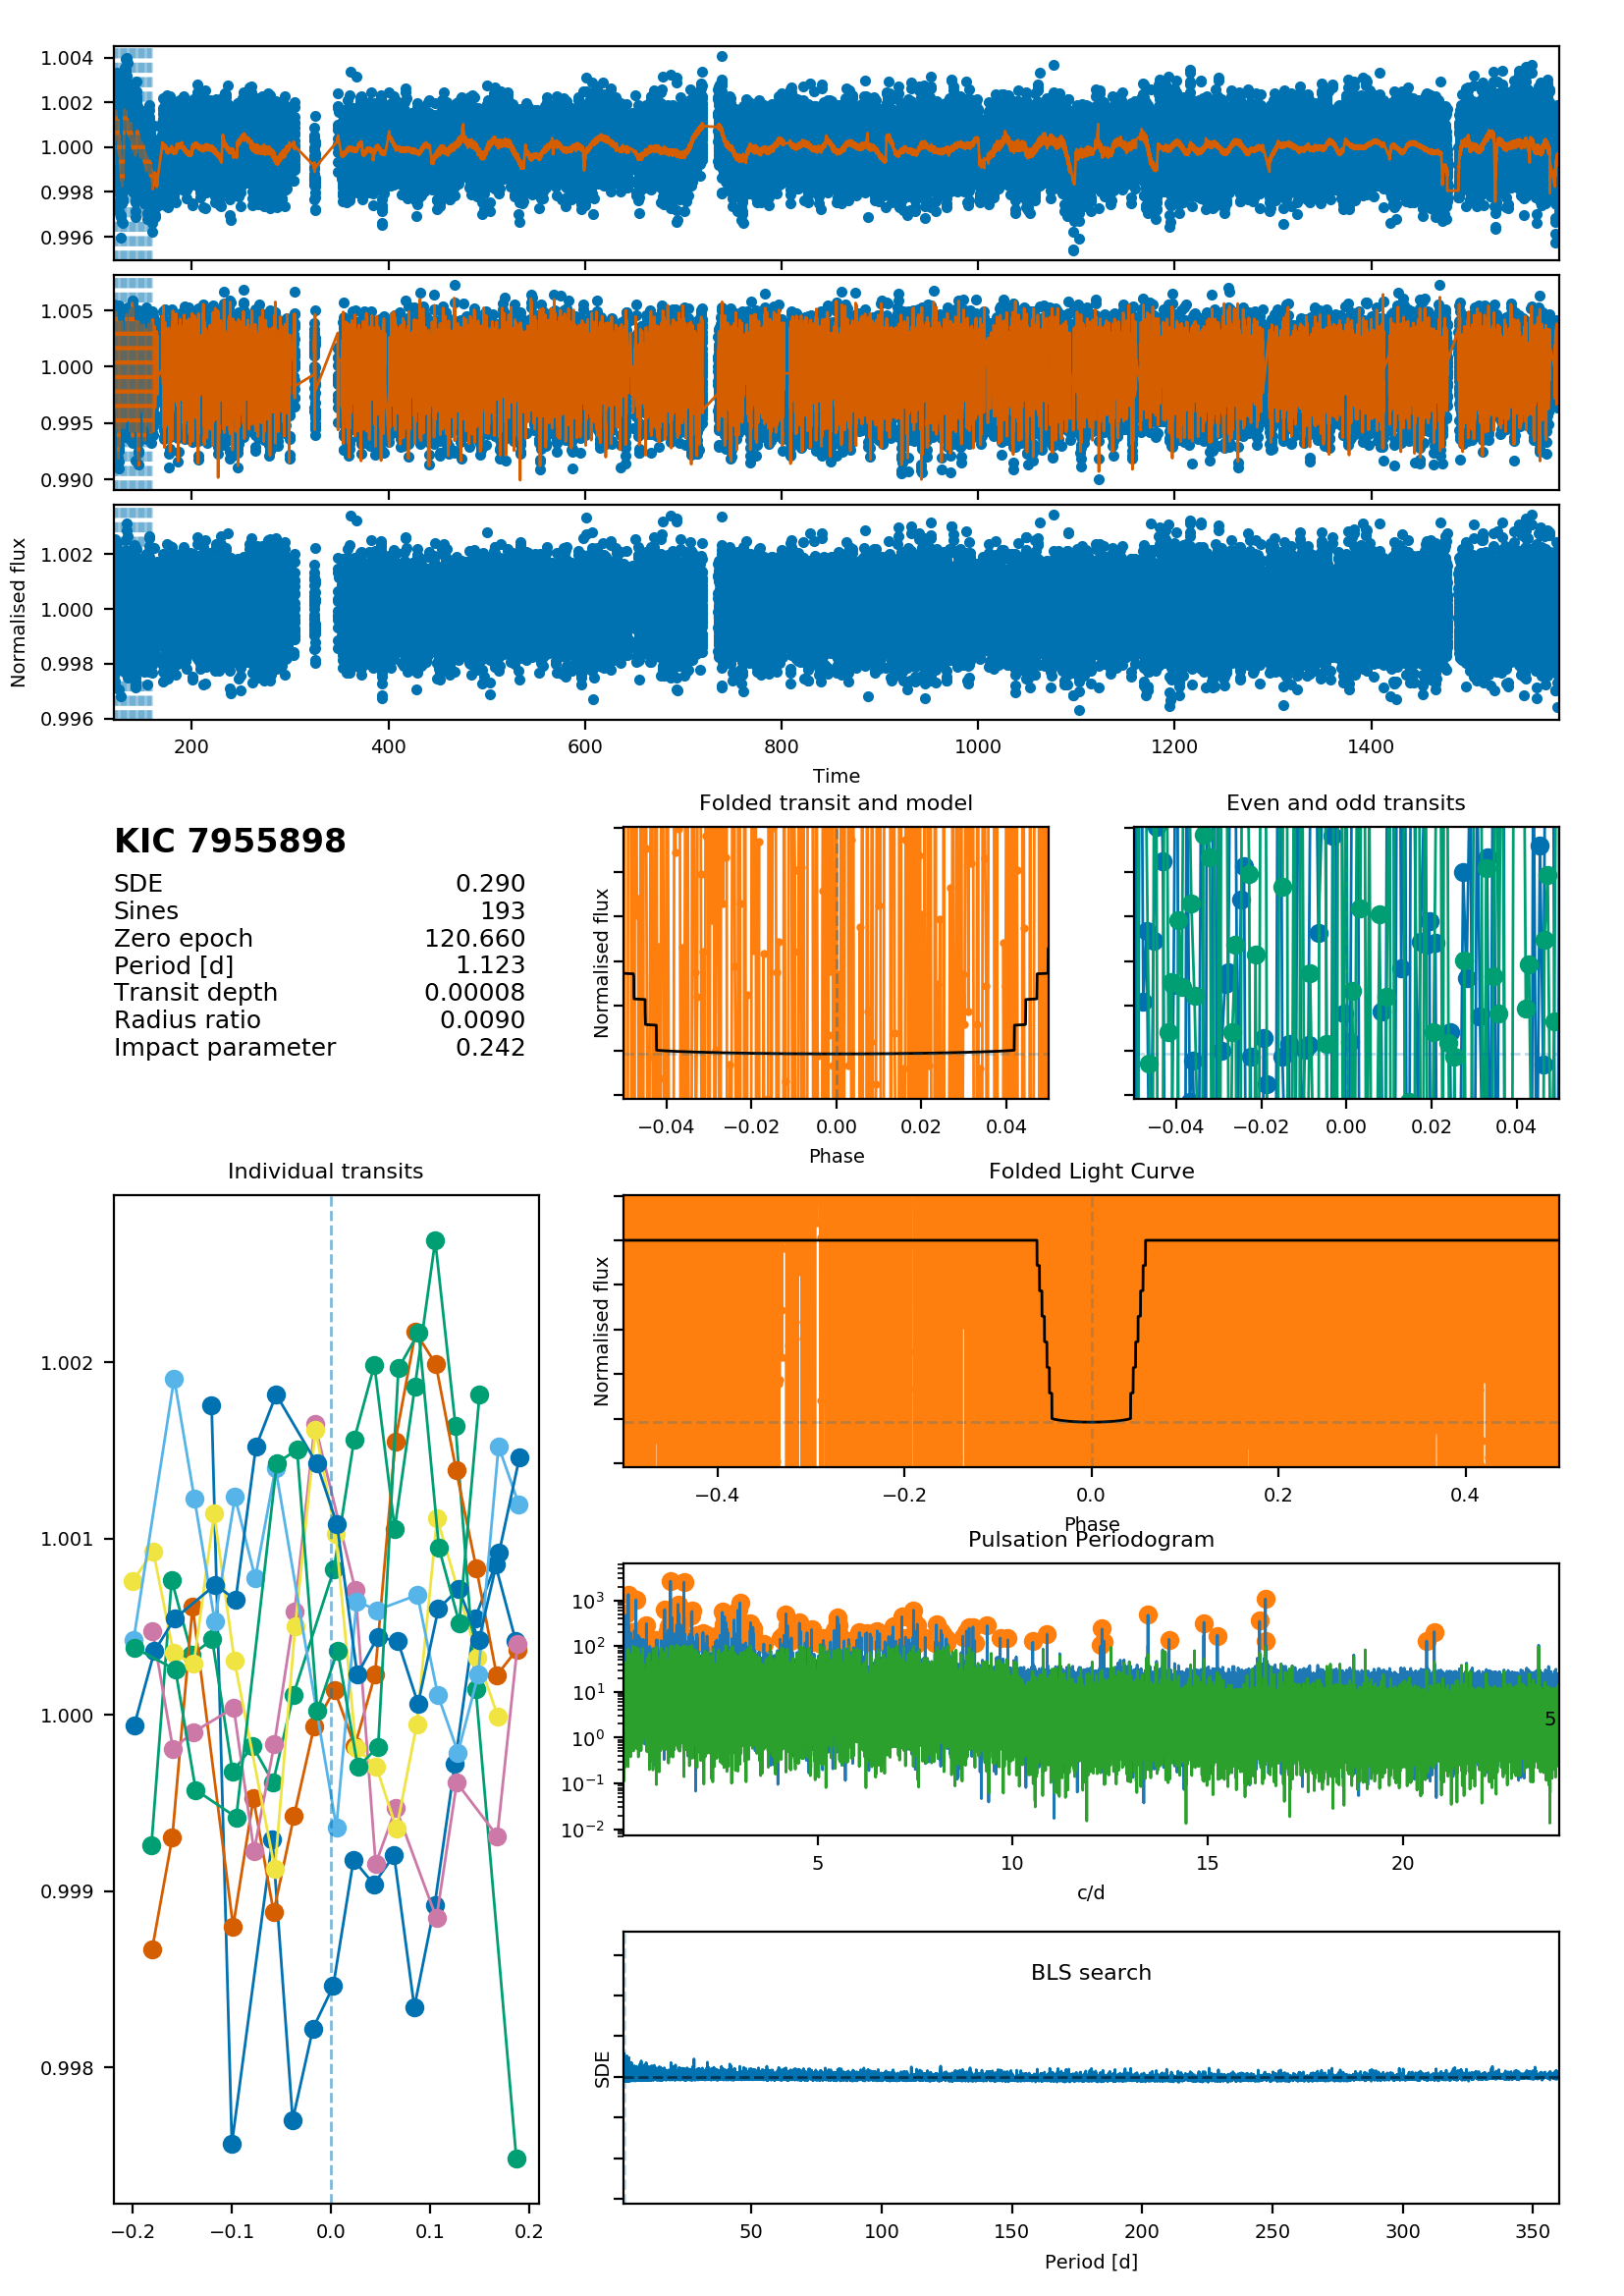 1.004
1.002
1.000
0.998
0.996
1.005
1.000
0.995
0.990
Normalised flux
1.002
1.000
0.998
0.996
200 400 600 800 1000 1200 1400
Time
KIC 7955898
SDE 0.290
Sines 193
Zero epoch 120.660
Period [d] 1.123
Transit depth 0.00008
Radius ratio 0.0090
Impact parameter 0.242
Folded transit and model
Normalised flux
−0.04 −0.02 0.00 0.02 0.04
Phase
Even and odd transits
−0.04 −0.02 0.00 0.02 0.04
Individual transits
1.002
1.001
1.000
0.999
0.998
−0.2 −0.1 0.0 0.1 0.2
Folded Light Curve
Normalised flux
−0.4 −0.2 0.0 0.2 0.4
Phase
Pulsation Periodogram
10³
10²
10¹
10⁰
10⁻¹
10⁻²
5
5 10 15 20
c/d
BLS search
SDE
50 100 150 200 250 300 350
Period [d]